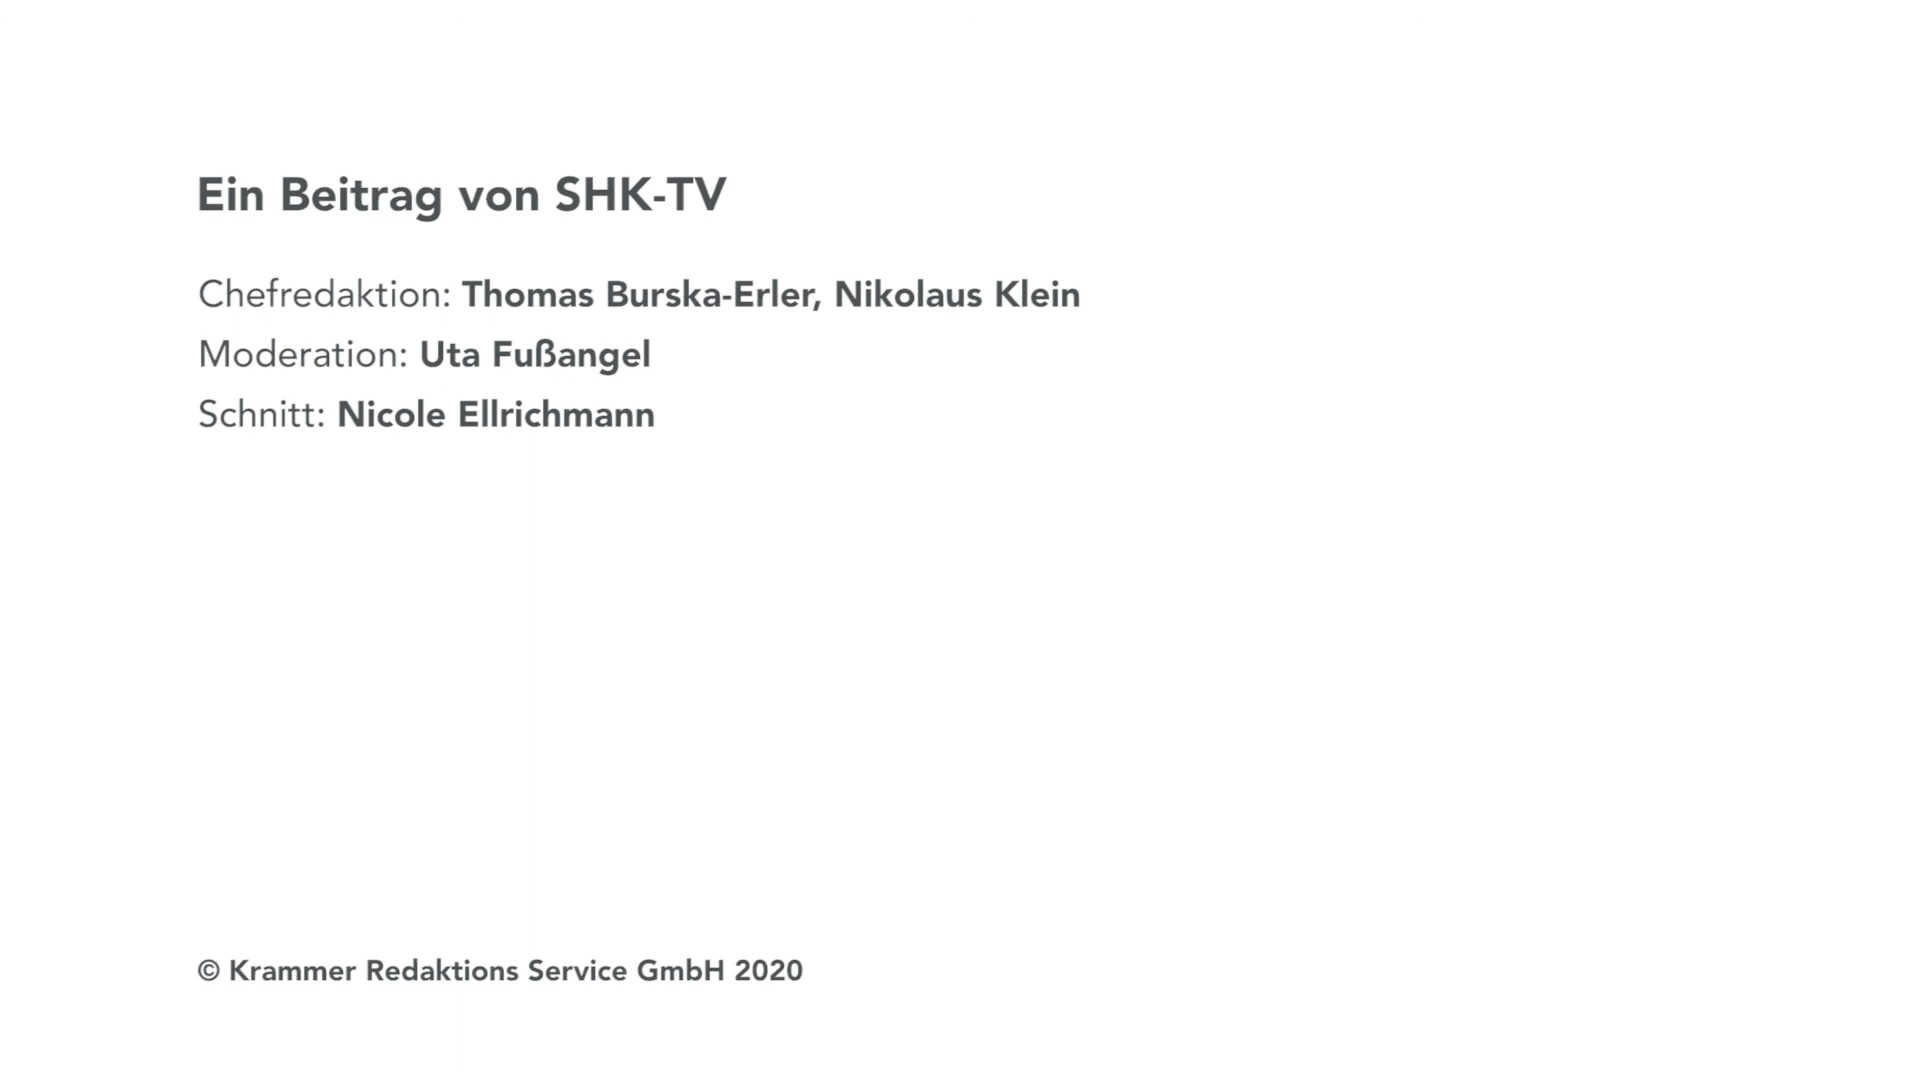 Ein Beitrag von SHK-TV
Chefredaktion: Thomas Burska-Erler, Nikolaus Klein
Moderation: Uta Fußangel
Schnitt: Nicole Ellrichmann
© Krammer Redaktions Service GmbH 2020